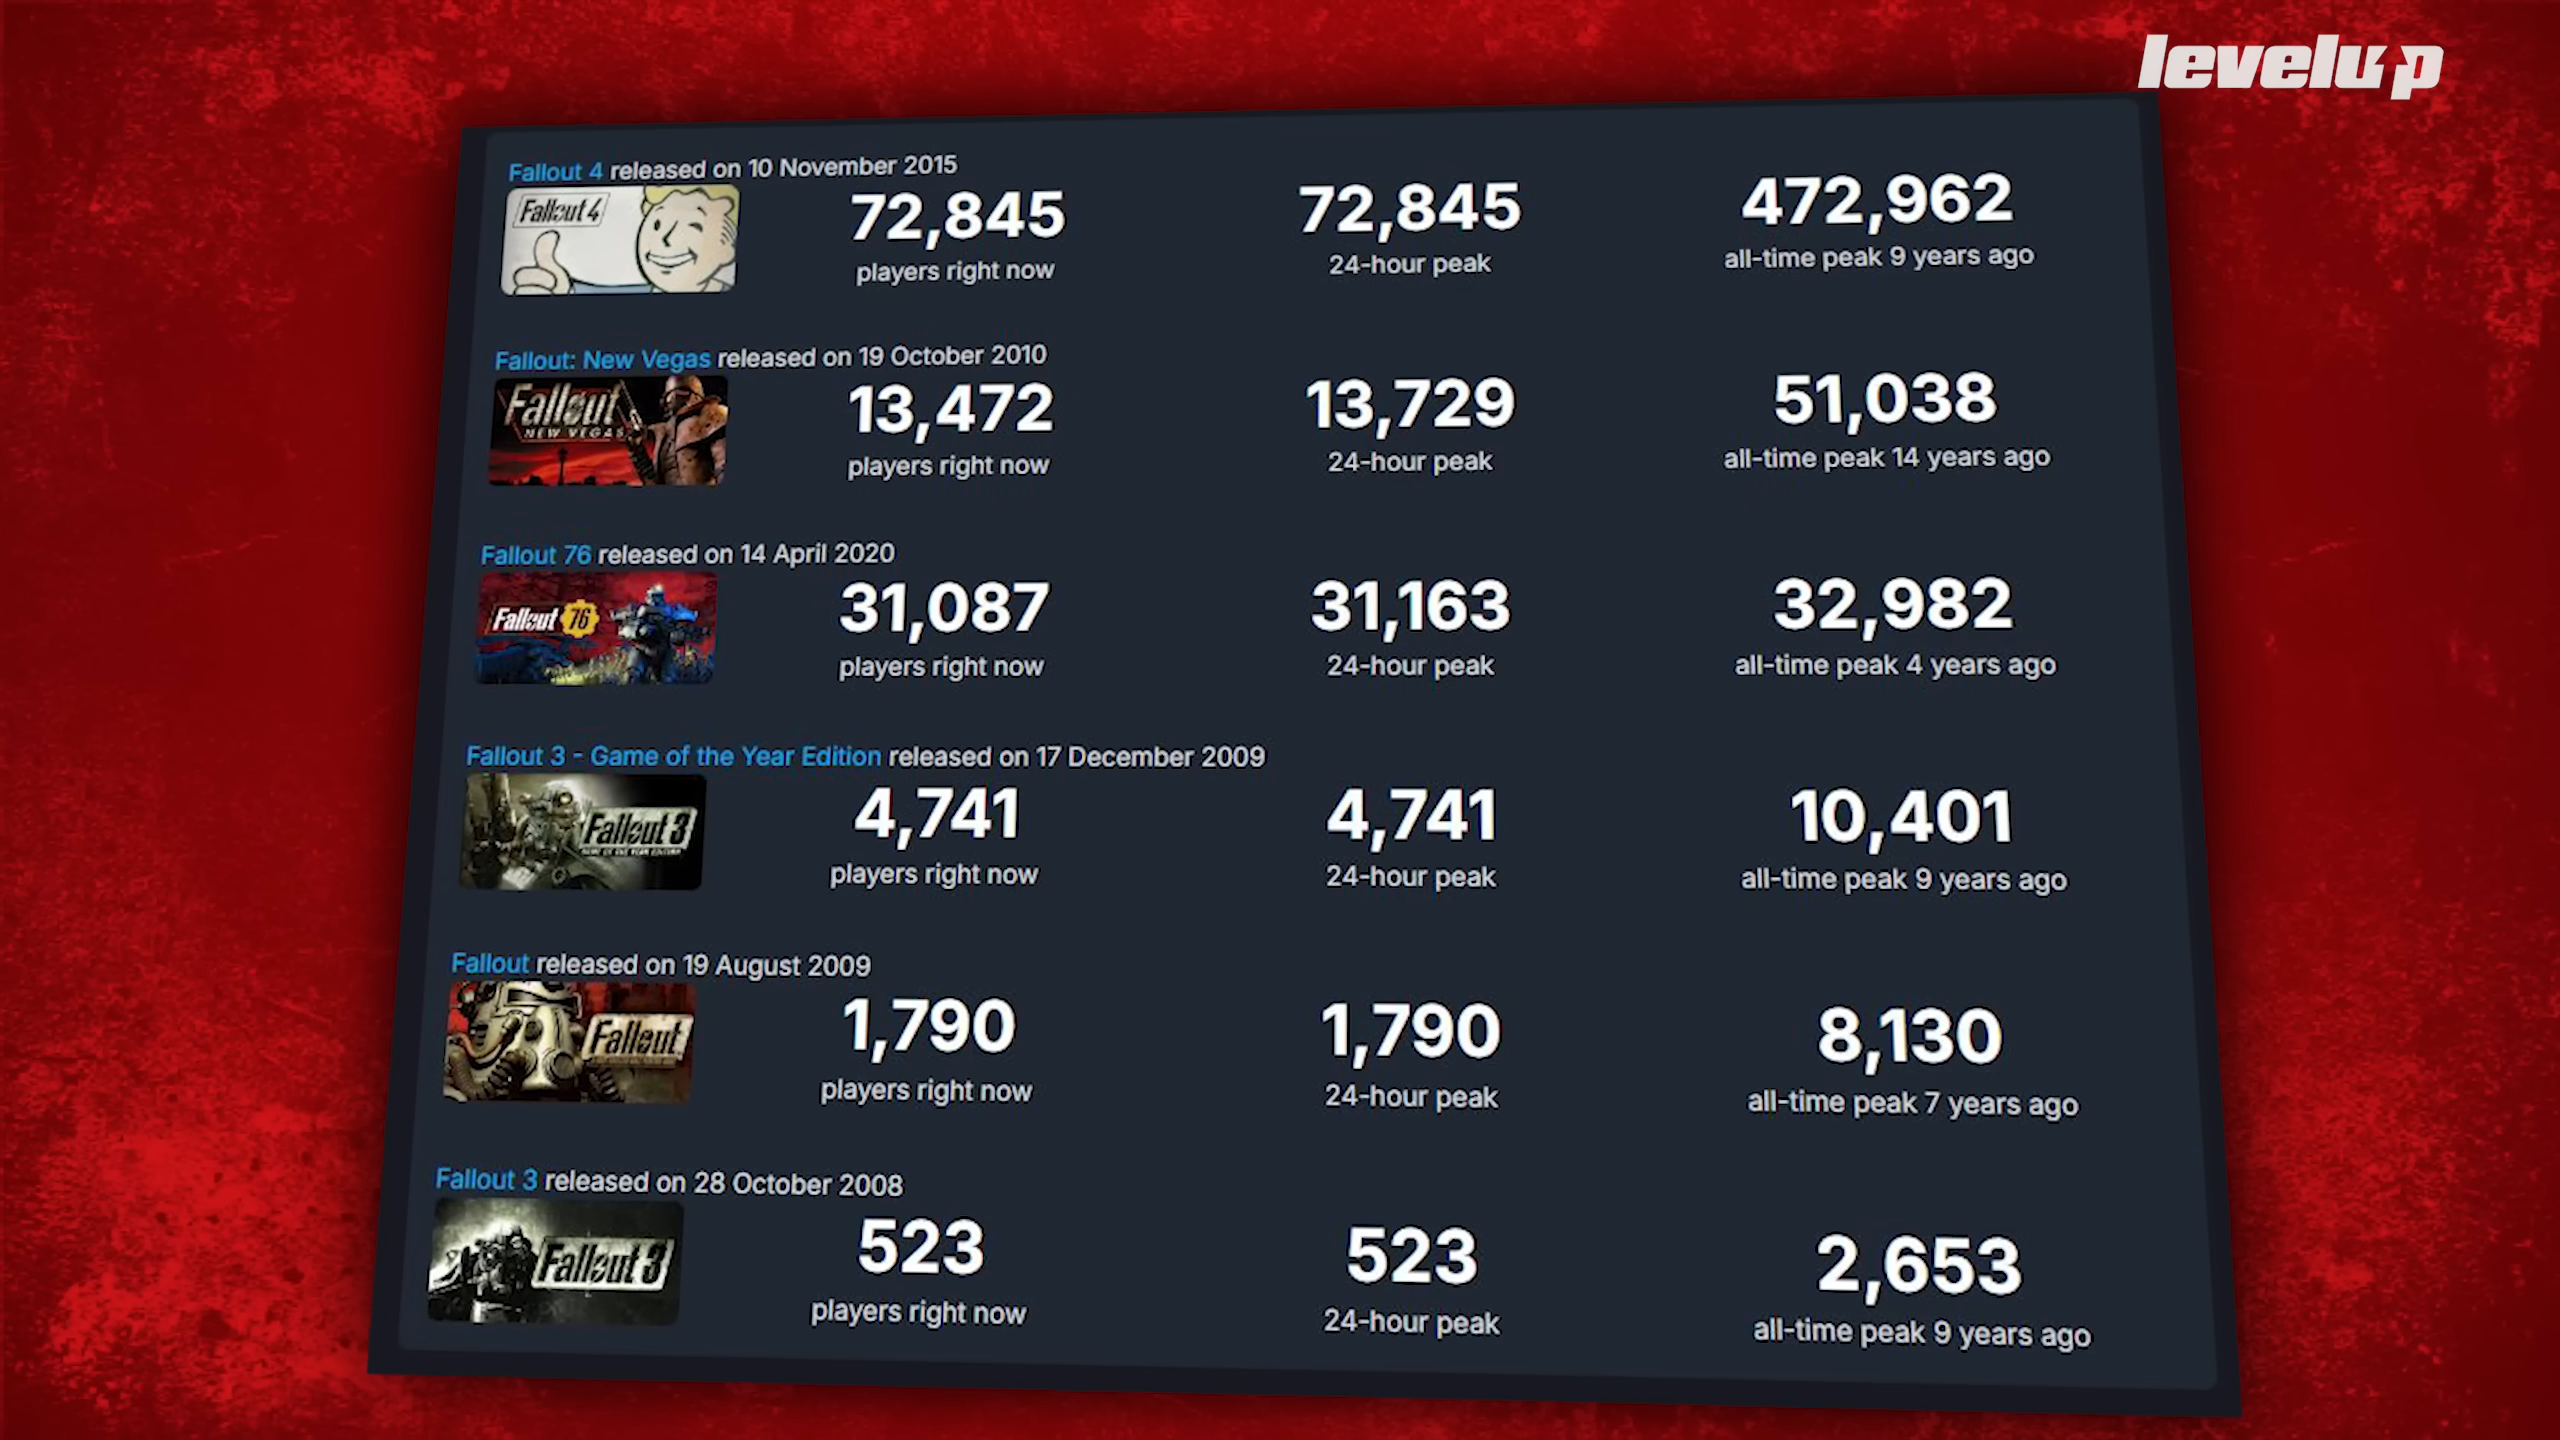 levelup
Fallout 4 released on 10 November 2015
Fallout 4
72,845
players right now
72,845
24-hour peak
472,962
all-time peak 9 years ago
Fallout: New Vegas released on 19 October 2010
Fallout
NEW VEGAS
13,472
players right now
13,729
24-hour peak
51,038
all-time peak 14 years ago
Fallout 76 released on 14 April 2020
Fallout 76
31,087
players right now
31,163
24-hour peak
32,982
all-time peak 4 years ago
Fallout 3 - Game of the Year Edition released on 17 December 2009
Fallout 3
GAME OF THE YEAR EDITION
4,741
players right now
4,741
24-hour peak
10,401
all-time peak 9 years ago
Fallout released on 19 August 2009
Fallout
1,790
players right now
1,790
24-hour peak
8,130
all-time peak 7 years ago
Fallout 3 released on 28 October 2008
Fallout 3
523
players right now
523
24-hour peak
2,653
all-time peak 9 years ago